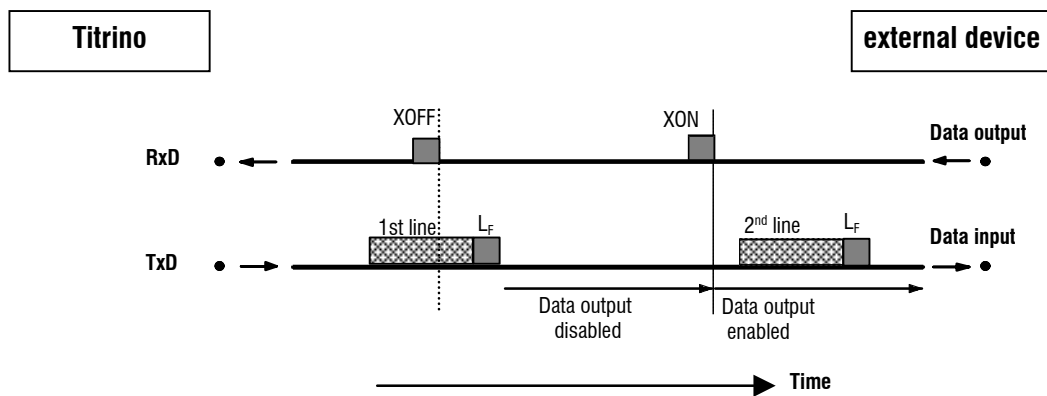 Titrino
external device
XOFF
XON
Data output
RxD
1st line
LF
2nd line
LF
Data input
TxD
Data output
disabled
Data output
enabled
Time